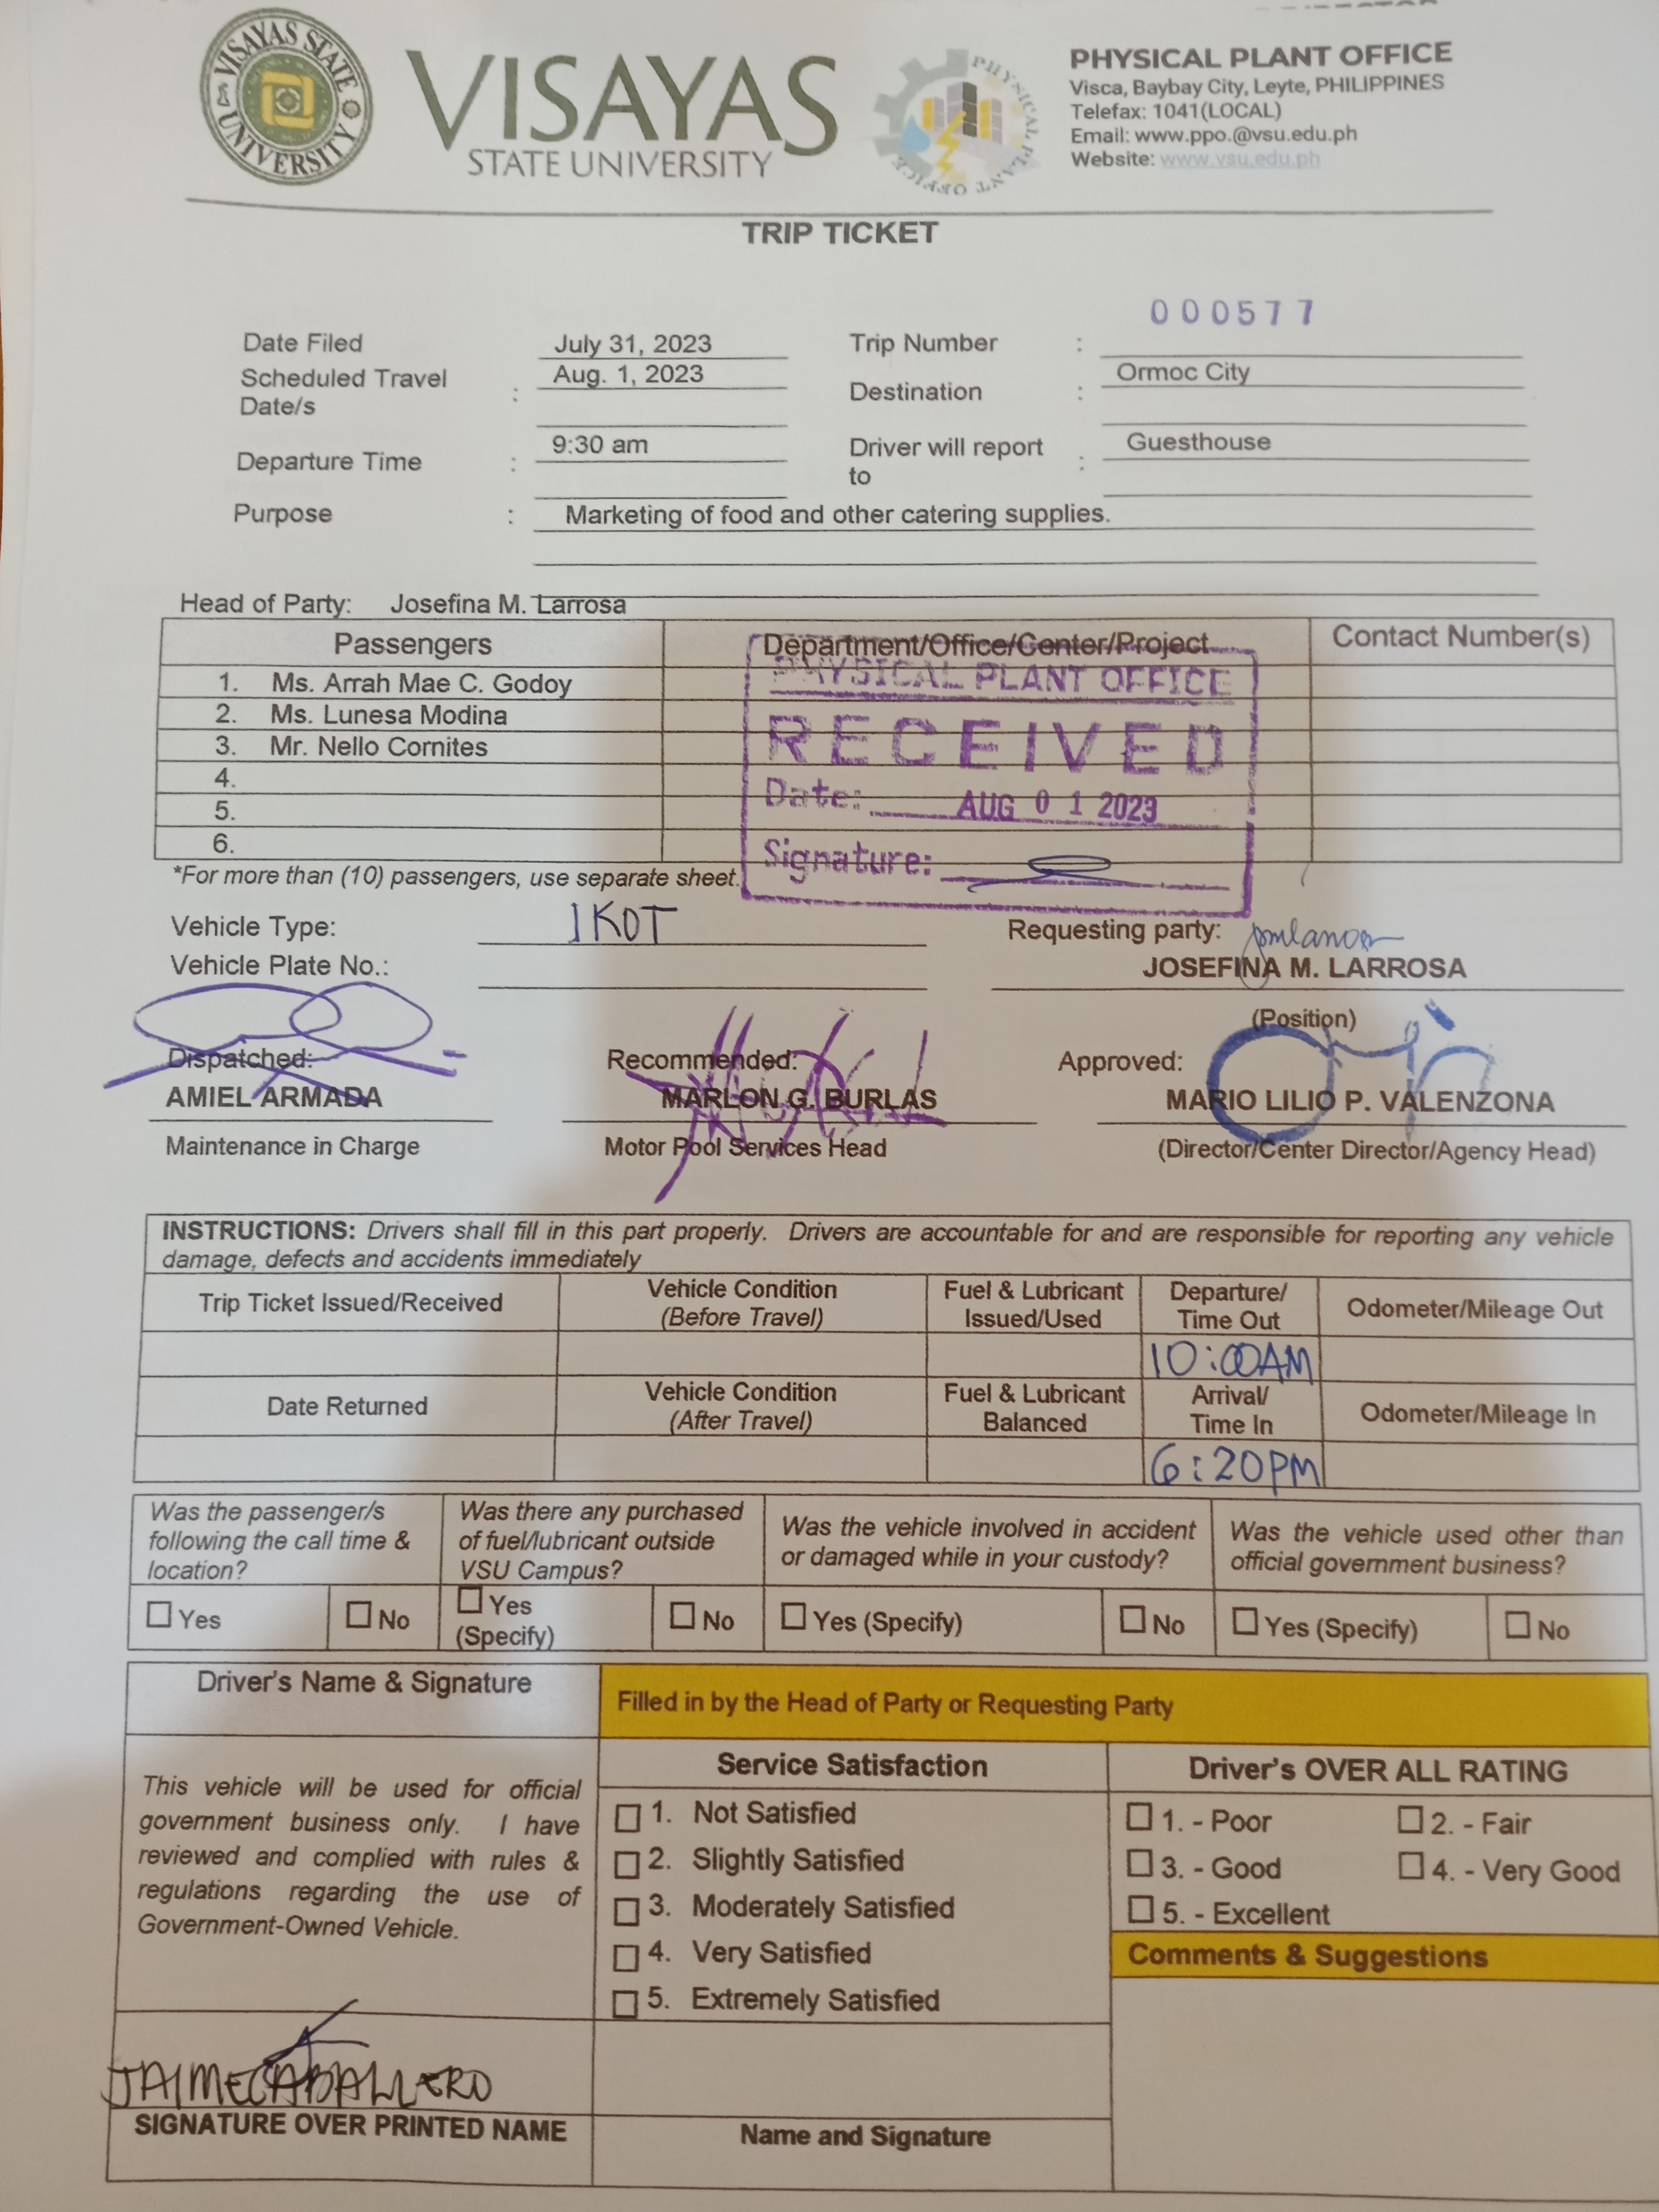 VISAYAS STATE UNIVERSITY
VISAYAS
STATE UNIVERSITY
PHYSICAL PLANT OFFICE
PHYSICAL PLANT OFFICE
Visca, Baybay City, Leyte, PHILIPPINES
Telefax: 1041(LOCAL)
Email: www.ppo.@vsu.edu.ph
Website: www.vsu.edu.ph
TRIP TICKET
000577
Date Filed July 31, 2023 Trip Number :
Scheduled Travel Date/s : Aug. 1, 2023 Destination : Ormoc City
Departure Time : 9:30 am Driver will report to : Guesthouse
Purpose : Marketing of food and other catering supplies.
Head of Party: Josefina M. Larrosa
Passengers Department/Office/Center/Project Contact Number(s)
1. Ms. Arrah Mae C. Godoy
2. Ms. Lunesa Modina
3. Mr. Nello Cornites
4.
5.
6.
PHYSICAL PLANT OFFICE
RECEIVED
Date: AUG 01 2023
Signature:
*For more than (10) passengers, use separate sheet.
Vehicle Type: IKOT
Requesting party:
Vehicle Plate No.:
JOSEFINA M. LARROSA
(Position)
Dispatched: Recommended: Approved:
AMIEL ARMADA MARLON G. BURLAS MARIO LILIO P. VALENZONA
Maintenance in Charge Motor Pool Services Head (Director/Center Director/Agency Head)
INSTRUCTIONS: Drivers shall fill in this part properly. Drivers are accountable for and are responsible for reporting any vehicle
damage, defects and accidents immediately
Trip Ticket Issued/Received Vehicle Condition (Before Travel) Fuel & Lubricant Issued/Used Departure/ Time Out Odometer/Mileage Out
10:00AM
Date Returned Vehicle Condition (After Travel) Fuel & Lubricant Balanced Arrival/ Time In Odometer/Mileage In
6:20PM
Was the passenger/s following the call time & location?
Was there any purchased of fuel/lubricant outside VSU Campus?
Was the vehicle involved in accident or damaged while in your custody?
Was the vehicle used other than official government business?
Yes No Yes (Specify) No Yes (Specify) No Yes (Specify) No
Driver's Name & Signature
Filled in by the Head of Party or Requesting Party
This vehicle will be used for official
government business only. I have
reviewed and complied with rules &
regulations regarding the use of
Government-Owned Vehicle.
Service Satisfaction
1. Not Satisfied
2. Slightly Satisfied
3. Moderately Satisfied
4. Very Satisfied
5. Extremely Satisfied
Driver's OVER ALL RATING
1. - Poor 2. - Fair
3. - Good 4. - Very Good
5. - Excellent
Comments & Suggestions
JAIME CABALLERO
SIGNATURE OVER PRINTED NAME
Name and Signature